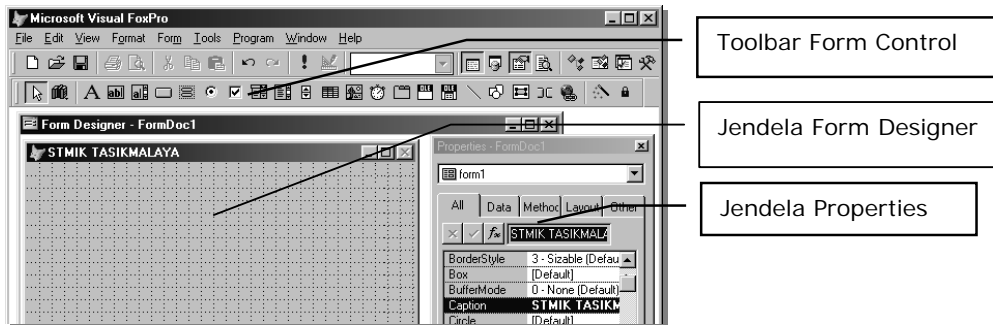 Microsoft Visual FoxPro
File Edit View Format Form Tools Program Window Help
Toolbar Form Control
Form Designer - FormDoc1
Jendela Form Designer
STMIK TASIKMALAYA
Properties - FormDoc1
form1
All Data Method Layout Other
Jendela Properties
STMIK TASIKMALA
BorderStyle 3 - Sizable (Defau
Box [Default]
BufferMode 0 - None (Default)
Caption STMIK TASIKM
Circle [Default]